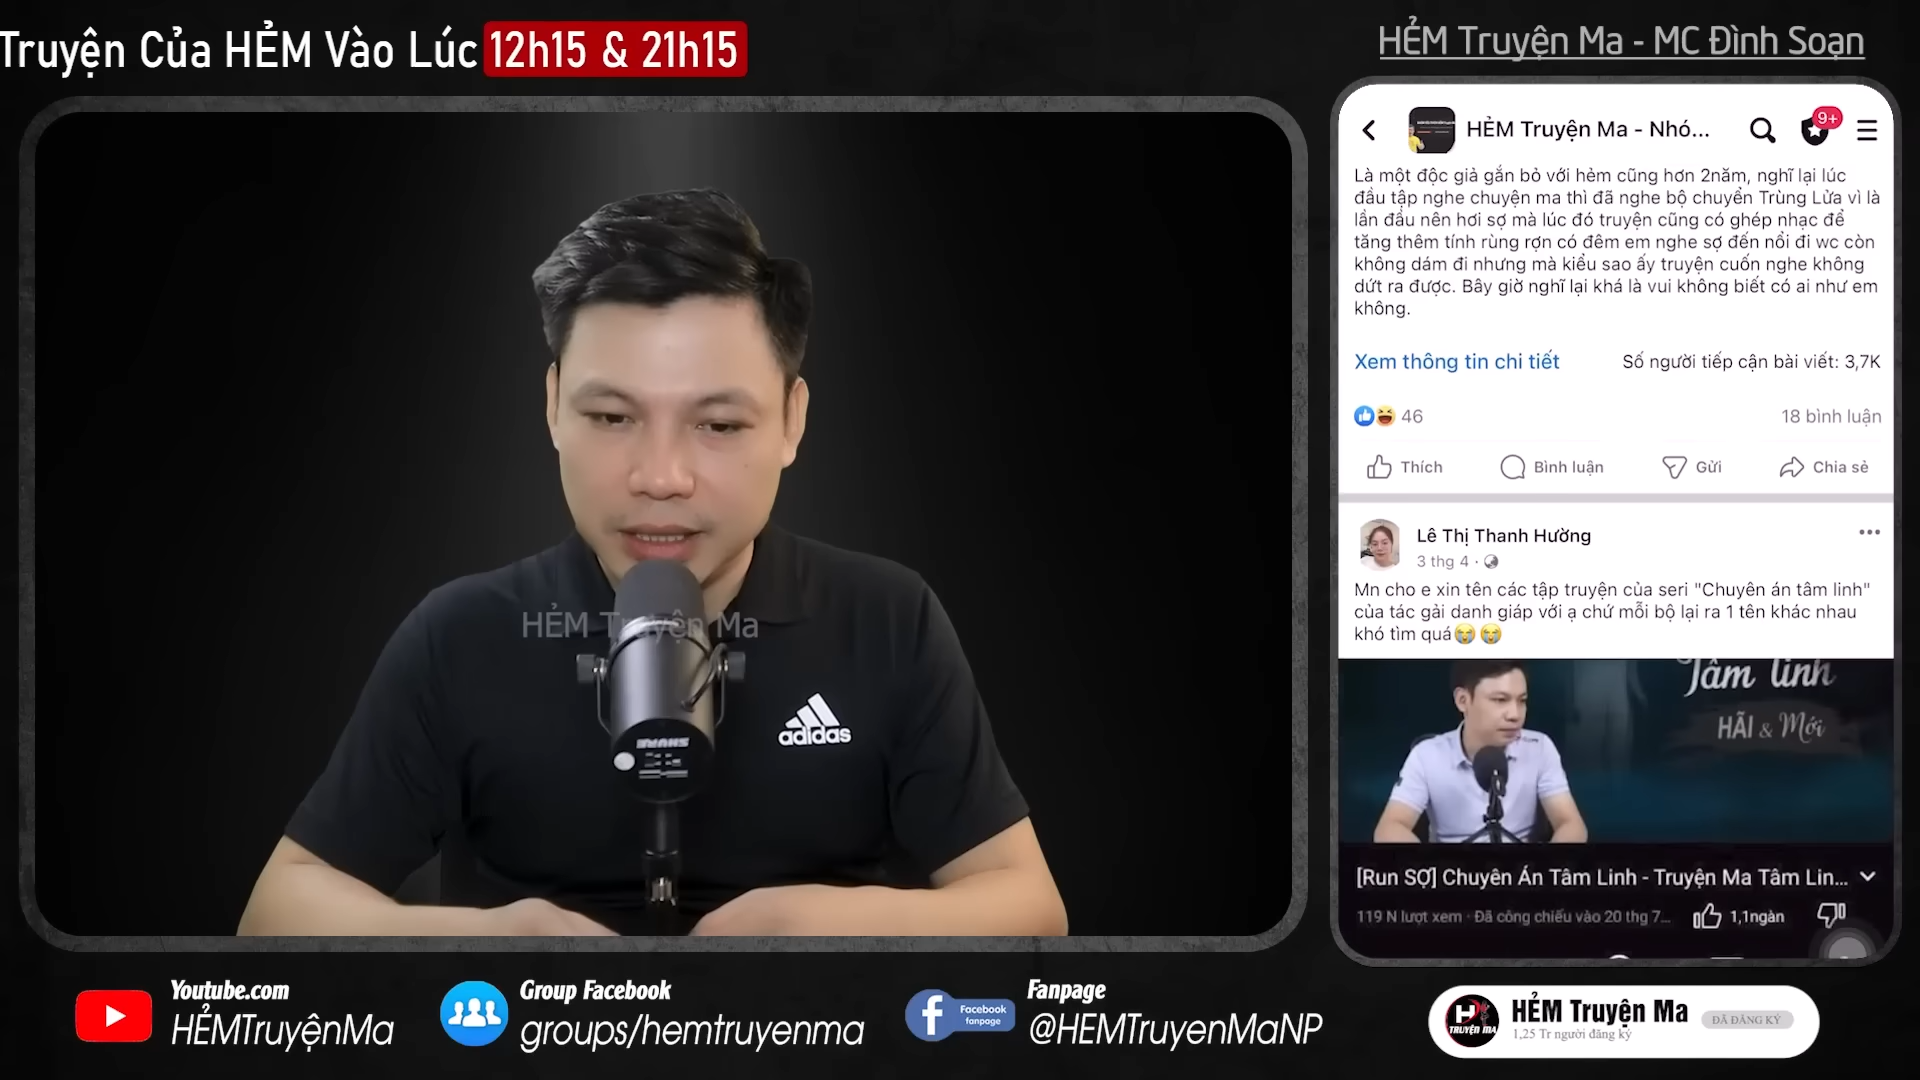 Truyện Của HẺM Vào Lúc 12h15 & 21h15
HẺM Truyện Ma - MC Đình Soạn
HẺM Truyện Ma - Nhó...
9+
Là một độc giả gắn bó với hẻm cũng hơn 2năm, nghĩ lại lúc
đầu tập nghe chuyện ma thì đã nghe bộ chuyển Trùng Lửa vì là
lần đầu nên hơi sợ mà lúc đó truyện cũng có ghép nhạc để
tăng thêm tính rùng rợn có đêm em nghe sợ đến nổi đi wc còn
không dám đi nhưng mà kiểu sao ấy truyện cuốn nghe không
dứt ra được. Bây giờ nghĩ lại khá là vui không biết có ai như em
không.
Xem thông tin chi tiết
Số người tiếp cận bài viết: 3,7K
46
18 bình luận
Thích
Bình luận
Gửi
Chia sẻ
Lê Thị Thanh Hường
3 thg 4 ·
Mn cho e xin tên các tập truyện của seri "Chuyên án tâm linh"
của tác gải danh giáp với ạ chứ mỗi bộ lại ra 1 tên khác nhau
khó tìm quá😭😭
Tâm linh
HÃI & Mới
[Run SỢ] Chuyên Án Tâm Linh - Truyện Ma Tâm Lin...
119 N lượt xem · Đã công chiếu vào 20 thg 7...
1,1ngàn
HẺM Truyện Ma
adidas
SHURE
Youtube.com
HẺMTruyệnMa
Group Facebook
groups/hemtruyenma
Facebook
fanpage
Fanpage
@HEMTruyenMaNP
H
TRUYỆN MA
HẺM Truyện Ma
1,25 Tr người đăng ký
ĐÃ ĐĂNG KÝ